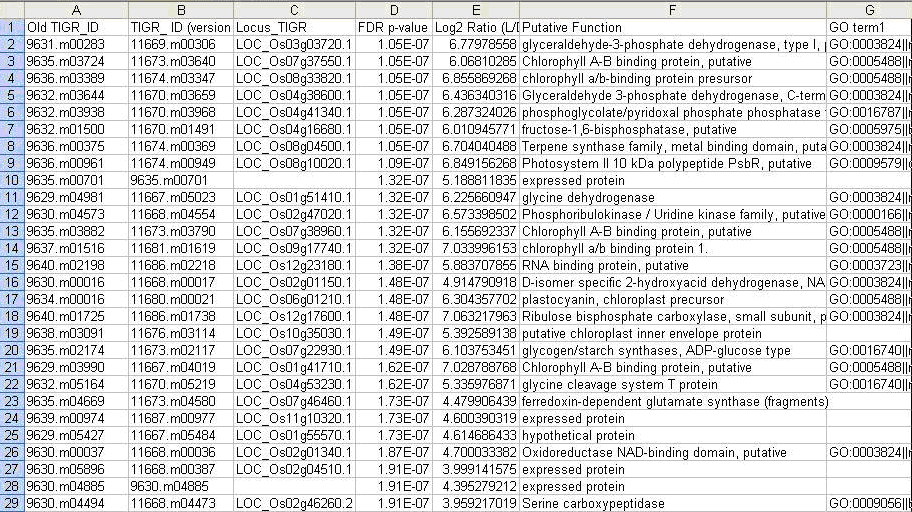 A B C D E F G
1 Old TIGR_ID TIGR_ ID (version Locus_TIGR FDR p-value Log2 Ratio (L/ Putative Function GO term1
2 9631.m00283 11669.m00306 LOC_Os03g03720.1 1.05E-07 6.77978558 glyceraldehyde-3-phosphate dehydrogenase, type I, GO:0003824||
3 9635.m03724 11673.m03640 LOC_Os07g37550.1 1.05E-07 6.06810285 Chlorophyll A-B binding protein, putative GO:0005488||
4 9636.m03389 11674.m03347 LOC_Os08g33820.1 1.05E-07 6.855869268 chlorophyll a/b-binding protein presursor GO:0005488||
5 9632.m03644 11670.m03659 LOC_Os04g38600.1 1.05E-07 6.436340316 Glyceraldehyde 3-phosphate dehydrogenase, C-term GO:0003824||
6 9632.m03938 11670.m03968 LOC_Os04g41340.1 1.05E-07 6.287324026 phosphoglycolate/pyridoxal phosphate phosphatase GO:0016787||
7 9632.m01500 11670.m01491 LOC_Os04g16680.1 1.05E-07 6.010945771 fructose-1,6-bisphosphatase, putative GO:0005975||
8 9636.m00375 11674.m00369 LOC_Os08g04500.1 1.05E-07 6.704040488 Terpene synthase family, metal binding domain, puta GO:0003824||
9 9636.m00961 11674.m00949 LOC_Os08g10020.1 1.09E-07 6.849156268 Photosystem II 10 kDa polypeptide PsbR, putative GO:0009579||
10 9635.m00701 9635.m00701 1.32E-07 5.188811835 expressed protein
11 9629.m04981 11667.m05023 LOC_Os01g51410.1 1.32E-07 6.225660947 glycine dehydrogenase GO:0003824||
12 9630.m04573 11668.m04554 LOC_Os02g47020.1 1.32E-07 6.573398502 Phosphoribulokinase / Uridine kinase family, putative GO:0000166||
13 9635.m03882 11673.m03790 LOC_Os07g38960.1 1.32E-07 6.155692337 Chlorophyll A-B binding protein, putative GO:0005488||
14 9637.m01516 11681.m01619 LOC_Os09g17740.1 1.32E-07 7.033996153 chlorophyll a/b binding protein 1. GO:0005488||
15 9640.m02198 11686.m02218 LOC_Os12g23180.1 1.38E-07 5.883707855 RNA binding protein, putative GO:0003723||
16 9630.m00016 11668.m00017 LOC_Os02g01150.1 1.48E-07 4.914790918 D-isomer specific 2-hydroxyacid dehydrogenase, NA GO:0003824||
17 9634.m00016 11680.m00021 LOC_Os06g01210.1 1.48E-07 6.304357702 plastocyanin, chloroplast precursor GO:0005488||
18 9640.m01725 11686.m01738 LOC_Os12g17600.1 1.48E-07 7.063217963 Ribulose bisphosphate carboxylase, small subunit, p GO:0003824||
19 9638.m03091 11676.m03114 LOC_Os10g35030.1 1.49E-07 5.392589138 putative chloroplast inner envelope protein
20 9635.m02174 11673.m02117 LOC_Os07g22930.1 1.49E-07 6.103753451 glycogen/starch synthases, ADP-glucose type GO:0016740||
21 9629.m03990 11667.m04019 LOC_Os01g41710.1 1.62E-07 7.028788768 Chlorophyll A-B binding protein, putative GO:0005488||
22 9632.m05164 11670.m05219 LOC_Os04g53230.1 1.62E-07 5.335976871 glycine cleavage system T protein GO:0016740||
23 9635.m04669 11673.m04580 LOC_Os07g46460.1 1.73E-07 4.479906439 ferredoxin-dependent glutamate synthase (fragments)
24 9639.m00974 11687.m00977 LOC_Os11g10320.1 1.73E-07 4.600390319 expressed protein
25 9629.m05427 11667.m05484 LOC_Os01g55570.1 1.73E-07 4.614686433 hypothetical protein
26 9630.m00037 11668.m00036 LOC_Os02g01340.1 1.87E-07 4.700033382 Oxidoreductase NAD-binding domain, putative GO:0003824||
27 9630.m05896 11668.m00387 LOC_Os02g04510.1 1.91E-07 3.999141575 expressed protein
28 9630.m04885 9630.m04885 1.91E-07 4.395279212 expressed protein
29 9630.m04494 11668.m04473 LOC_Os02g46260.2 1.91E-07 3.959217019 Serine carboxypeptidase GO:0009056||